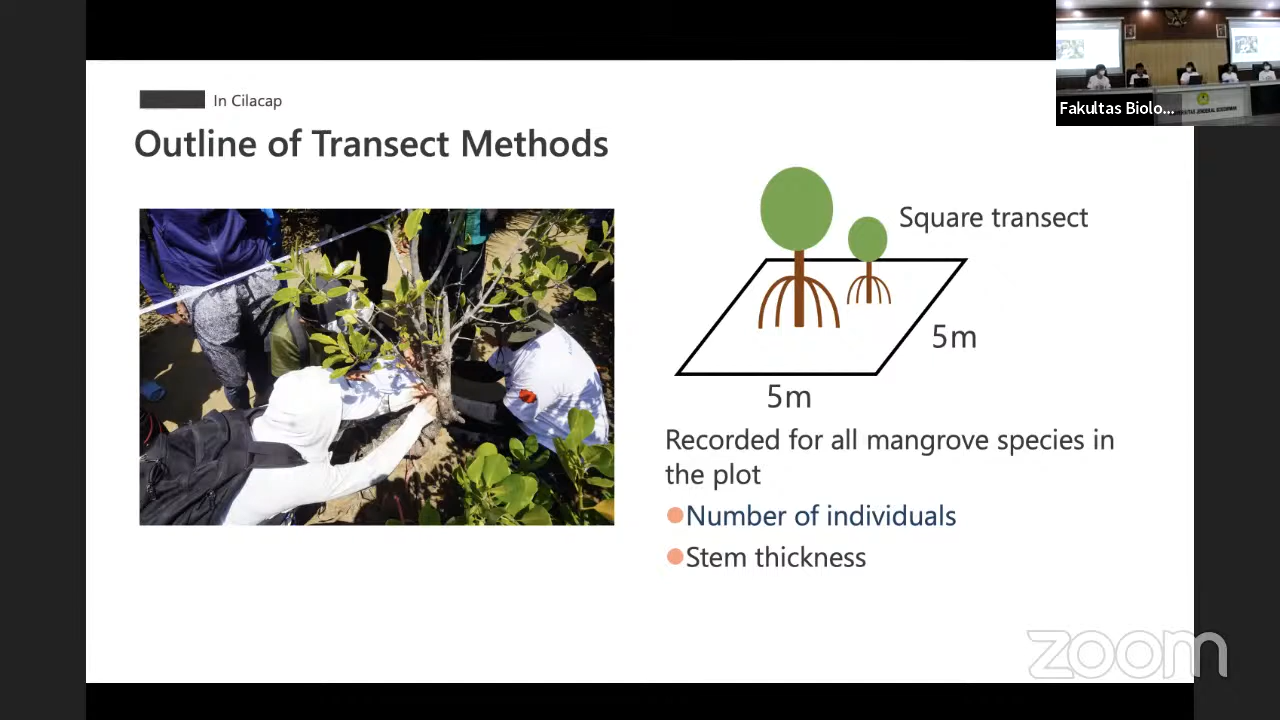 In Cilacap
Outline of Transect Methods
Square transect
5m
5m
Recorded for all mangrove species in
the plot
Number of individuals
Stem thickness
Fakultas Biolo...
zoom